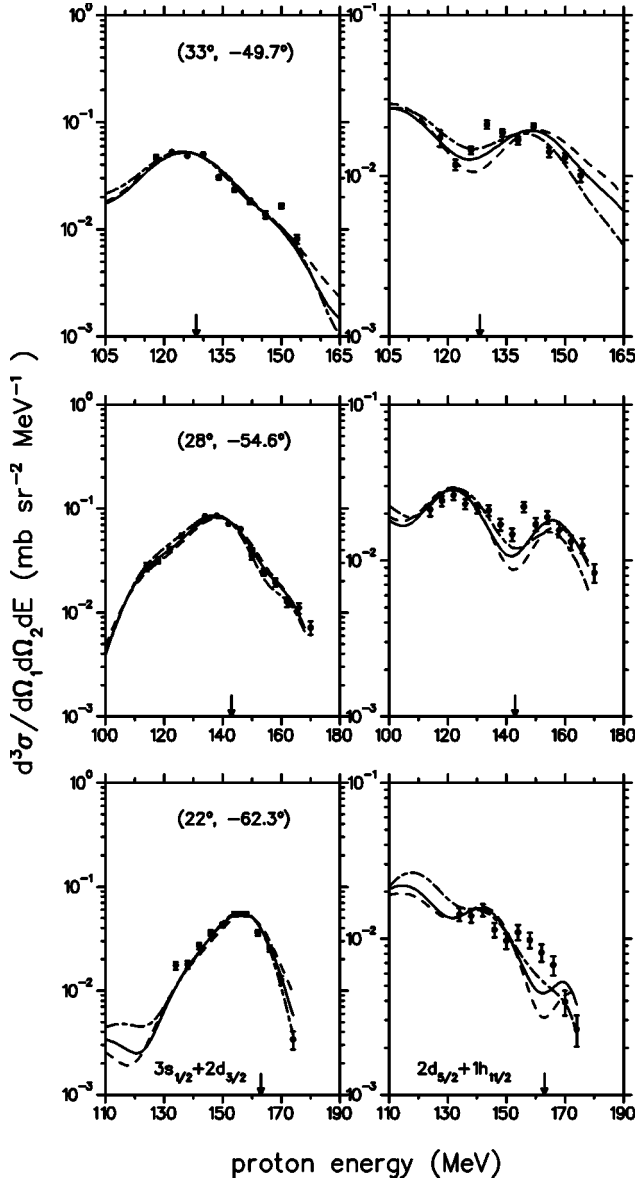 10⁰
10⁻¹
(33°, −49.7°)
10⁻¹
10⁻²
10⁻²
10⁻³
10⁻³
105 120 135 150 165
105 120 135 150 165
10⁰
10⁻¹
(28°, −54.6°)
10⁻¹
10⁻²
10⁻²
10⁻³
10⁻³
100 120 140 160 180
100 120 140 160 180
10⁰
10⁻¹
(22°, −62.3°)
10⁻¹
10⁻²
10⁻²
3s₁/₂+2d₃/₂
2d₅/₂+1h₁₁/₂
10⁻³
10⁻³
110 130 150 170 190
110 130 150 170 190
d³σ/dΩ₁dΩ₂dE (mb sr⁻² MeV⁻¹)
proton energy (MeV)